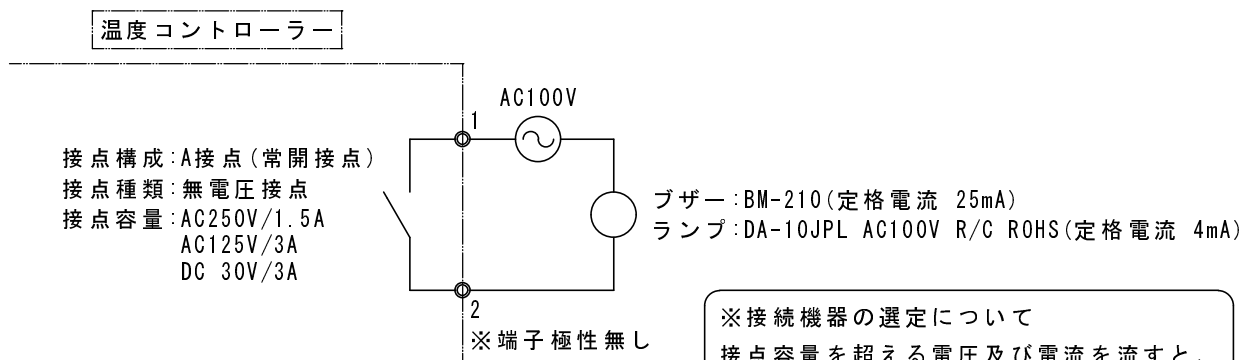 温度コントローラー
AC100V
1
接点構成:A接点(常開接点)
接点種類:無電圧接点
接点容量:AC250V/1.5A
AC125V/3A
DC 30V/3A
ブザー:BM-210(定格電流 25mA)
ランプ:DA-10JPL AC100V R/C ROHS(定格電流 4mA)
2
※端子極性無し
※接続機器の選定について
接点容量を超える電圧及び電流を流すと、